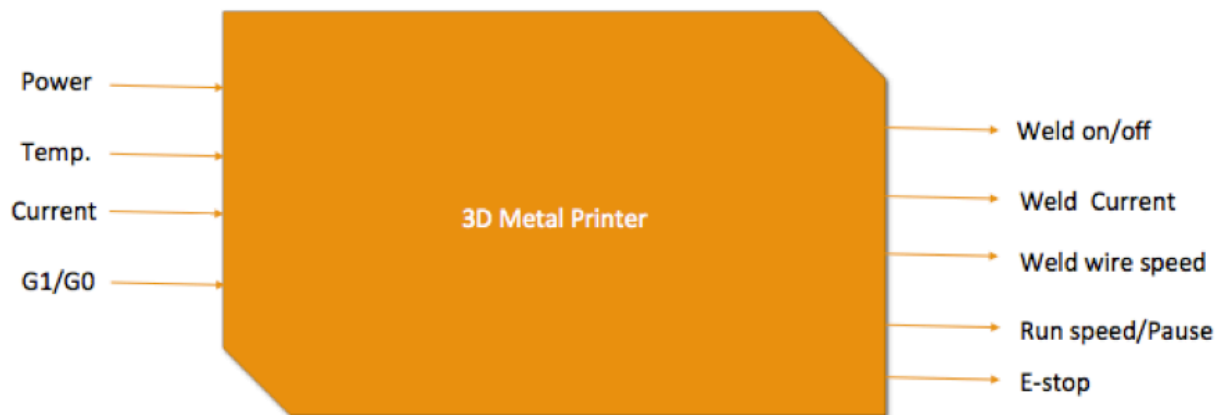 Power
Temp.
Current
G1/G0
3D Metal Printer
Weld on/off
Weld Current
Weld wire speed
Run speed/Pause
E-stop